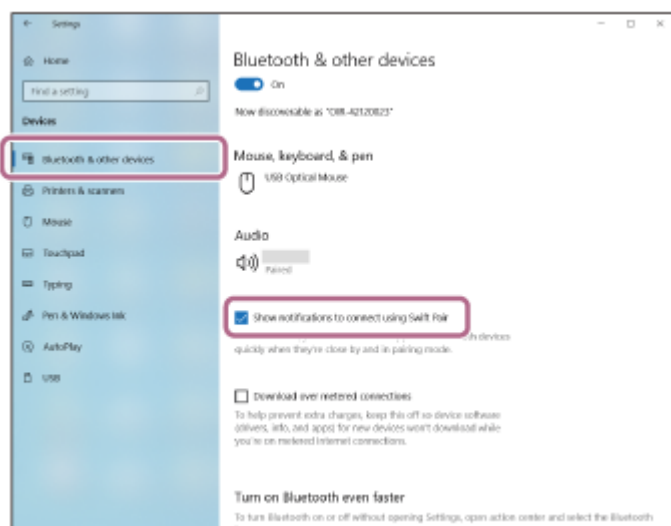 Settings
Home
Find a setting
Devices
Bluetooth & other devices
Printers & scanners
Mouse
Touchpad
Typing
Pen & Windows Ink
AutoPlay
USB
Bluetooth & other devices
On
Now discoverable as
Mouse, keyboard, & pen
USB Optical Mouse
Audio
Paired
Show notifications to connect using Swift Pair
devices
quickly when they're close by and in pairing mode.
Download over metered connections
To help prevent extra charges, keep this off so device software
(drivers, info, and apps) for new devices won't download while
you're on metered Internet connections.
Turn on Bluetooth even faster
To turn Bluetooth on or off without opening Settings, open action center and select the Bluetooth